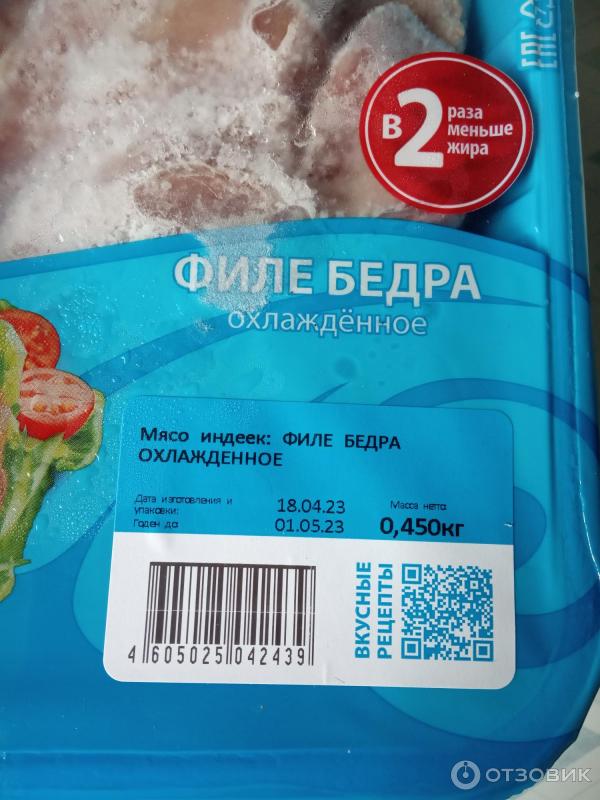 EAC
в 2 раза
меньше
жира
ФИЛЕ БЕДРА
охлаждённое
Мясо индеек: ФИЛЕ БЕДРА
ОХЛАЖДЕННОЕ
Дата изготовления и
упаковки: 18.04.23
Годен до: 01.05.23
Масса нетто:
0,450кг
4 605025 042439
ВКУСНЫЕ
РЕЦЕПТЫ
ОТЗОВИК